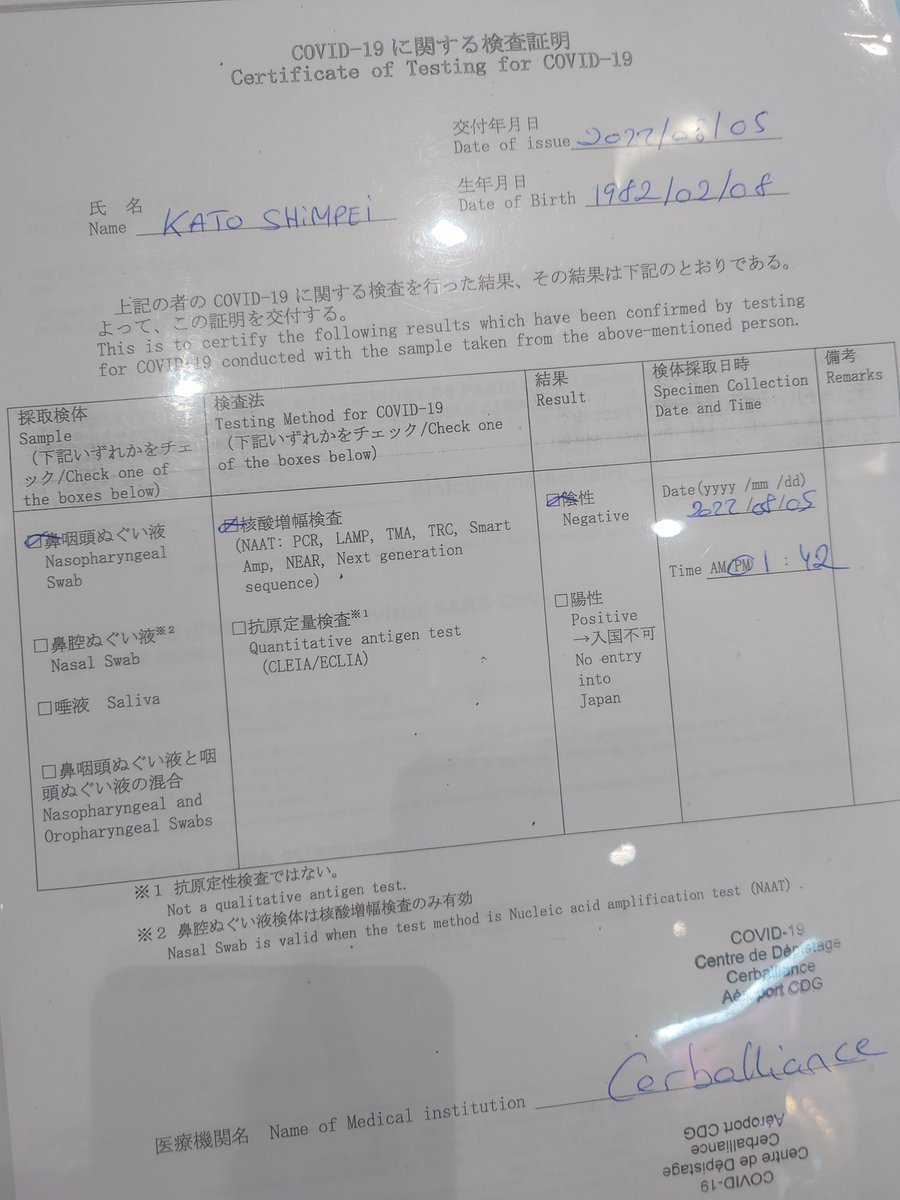 COVID-19 に関する検査証明
Certificate of Testing for COVID-19
交付年月日
Date of issue 2022/08/05
生年月日
Date of Birth 1982/02/08
氏 名
Name KATO SHiMPEi
上記の者の COVID-19 に関する検査を行った結果、その結果は下記のとおりである。
よって、この証明を交付する。
This is to certify the following results which have been confirmed by testing
for COVID-19 conducted with the sample taken from the above-mentioned person.
採取検体
Sample
（下記いずれかをチェ
ック/Check one of
the boxes below)
検査法
Testing Method for COVID-19
（下記いずれかをチェック/Check one
of the boxes below)
結果
Result
検体採取日時
Specimen Collection
Date and Time
備考
Remarks
☑鼻咽頭ぬぐい液
Nasopharyngeal
Swab
□鼻腔ぬぐい液※2
Nasal Swab
□唾液 Saliva
□鼻咽頭ぬぐい液と咽
頭ぬぐい液の混合
Nasopharyngeal and
Oropharyngeal Swabs
☑核酸増幅検査
(NAAT: PCR, LAMP, TMA, TRC, Smart
Amp, NEAR, Next generation
sequence)
□抗原定量検査※1
Quantitative antigen test
(CLEIA/ECLIA)
☑陰性
Negative
□陽性
Positive
→入国不可
No entry
into
Japan
Date(yyyy /mm /dd)
2022/08/05
Time AM PM 1 : 42
※1 抗原定性検査ではない。
Not a qualitative antigen test.
※2 鼻腔ぬぐい液検体は核酸増幅検査のみ有効
Nasal Swab is valid when the test method is Nucleic acid amplification test (NAAT).
COVID-19
Centre de Dépistage
Cerballiance
Aéroport CDG
医療機関名 Name of Medical institution Cerballiance
COVID-19
Centre de Dépistage
Cerballiance
Aéroport CDG